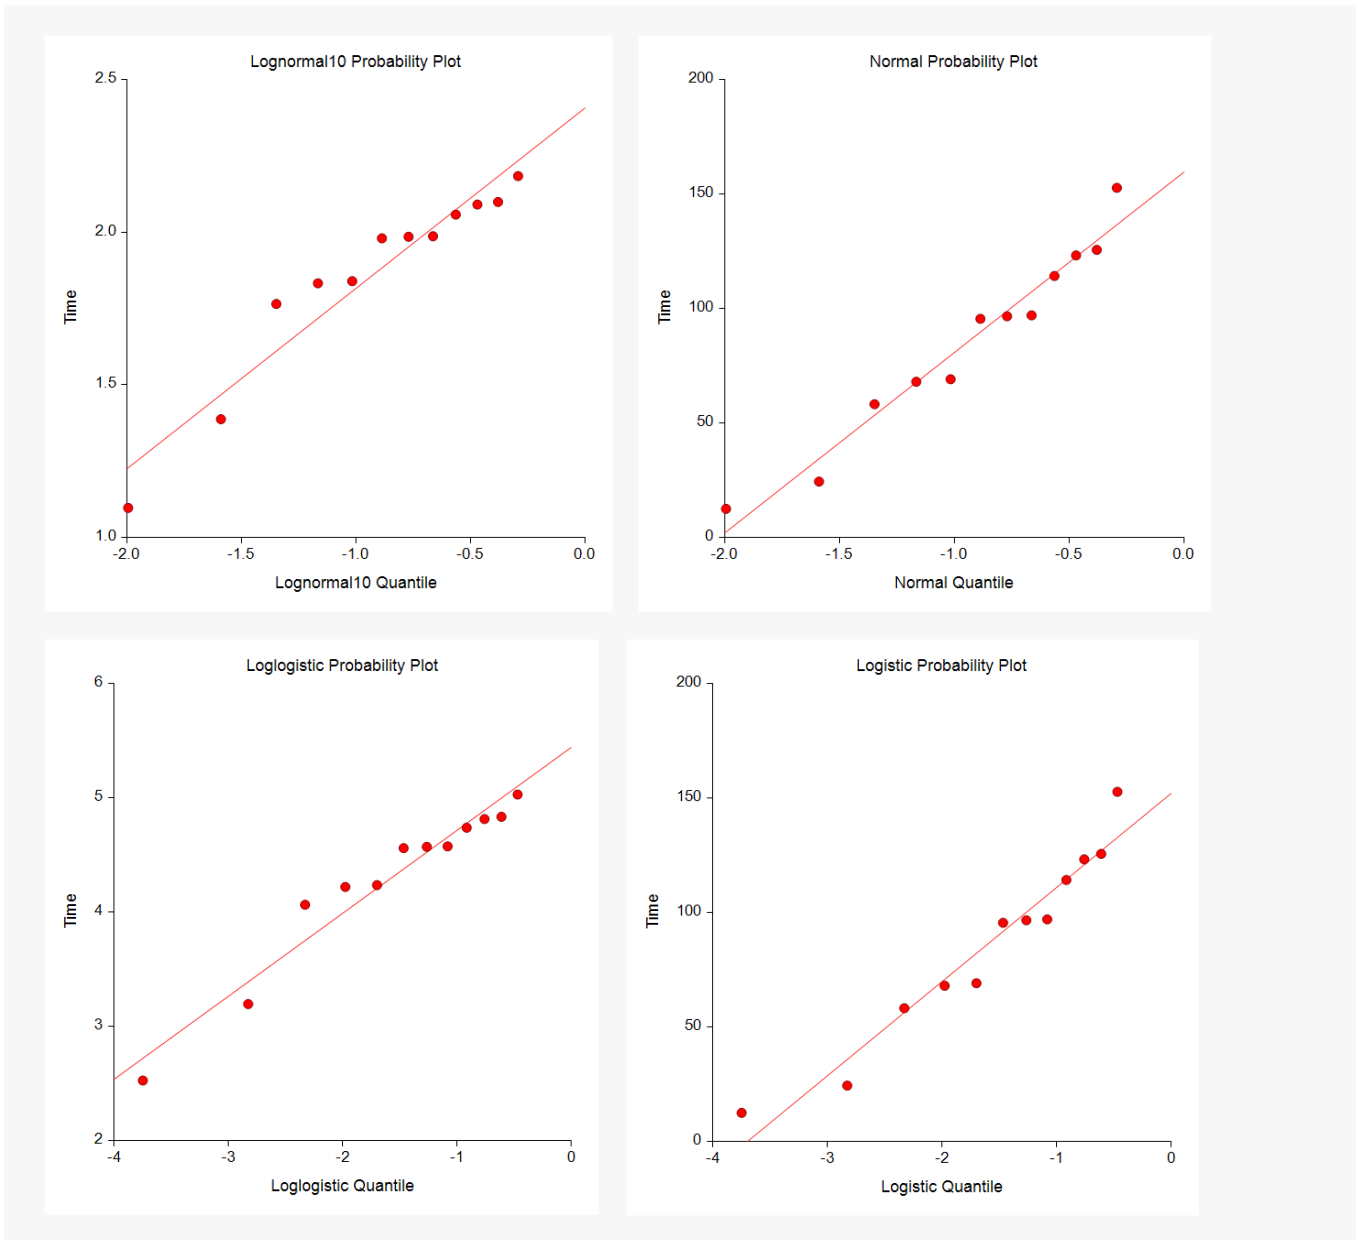 Lognormal10 Probability Plot
2.5
2.0
1.5
1.0
Time
-2.0 -1.5 -1.0 -0.5 0.0
Lognormal10 Quantile
Normal Probability Plot
200
150
100
50
0
Time
-2.0 -1.5 -1.0 -0.5 0.0
Normal Quantile
Loglogistic Probability Plot
6
5
4
3
2
Time
-4 -3 -2 -1 0
Loglogistic Quantile
Logistic Probability Plot
200
150
100
50
0
Time
-4 -3 -2 -1 0
Logistic Quantile